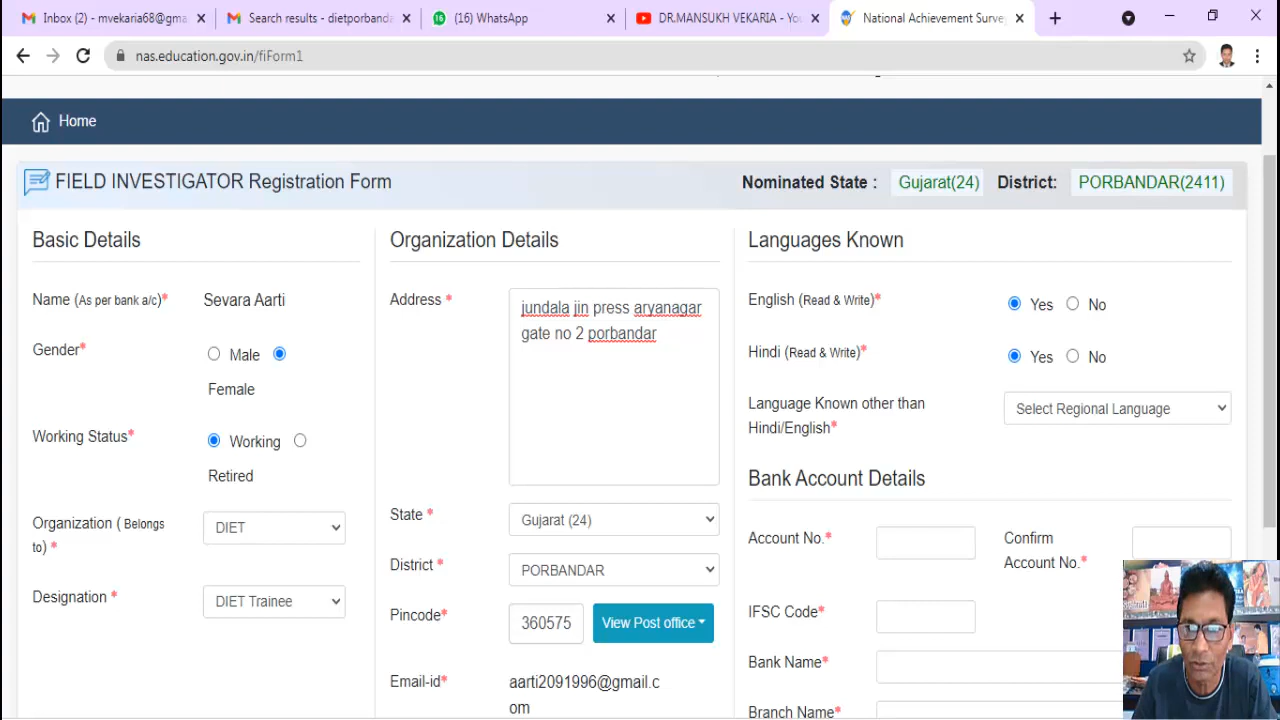 Inbox (2) - mvekaria68@gma
Search results - dietporbanda
(16) WhatsApp
DR.MANSUKH VEKARIA - You
National Achievement Surve
nas.education.gov.in/fiForm1
Home
FIELD INVESTIGATOR Registration Form
Nominated State : Gujarat(24) District: PORBANDAR(2411)
Basic Details
Name (As per bank a/c)* Sevara Aarti
Gender* Male
Female
Working Status* Working
Retired
Organization ( Belongs
to) * DIET
Designation * DIET Trainee
Organization Details
Address * jundala jin press aryanagar
gate no 2 porbandar
State * Gujarat (24)
District * PORBANDAR
Pincode* 360575 View Post office
Email-id* aarti2091996@gmail.c
om
Languages Known
English (Read & Write)* Yes No
Hindi (Read & Write)* Yes No
Language Known other than
Hindi/English* Select Regional Language
Bank Account Details
Account No.* Confirm
Account No.*
IFSC Code*
Bank Name*
Branch Name*